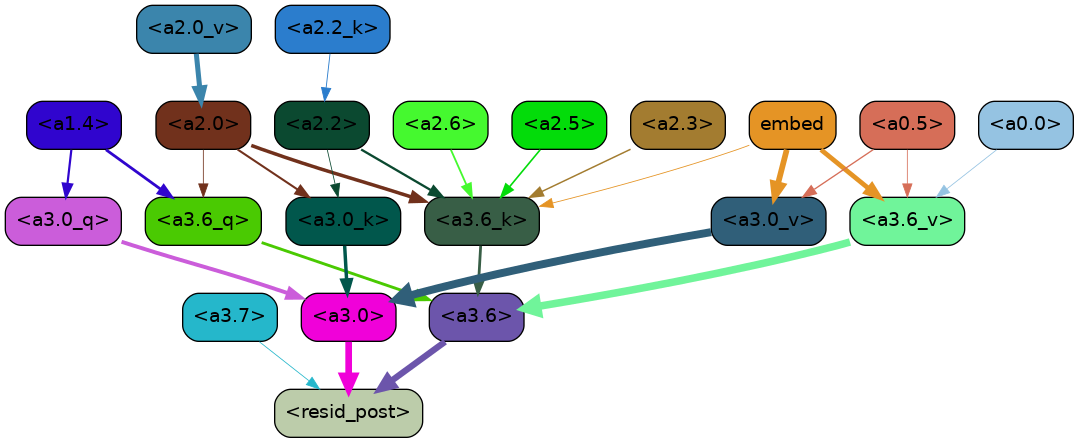 <a2.0_v> <a2.2_k>
<a1.4> <a2.0> <a2.2> <a2.6> <a2.5> <a2.3> embed <a0.5> <a0.0>
<a3.0_q> <a3.6_q> <a3.0_k> <a3.6_k> <a3.0_v> <a3.6_v>
<a3.7> <a3.0> <a3.6>
<resid_post>